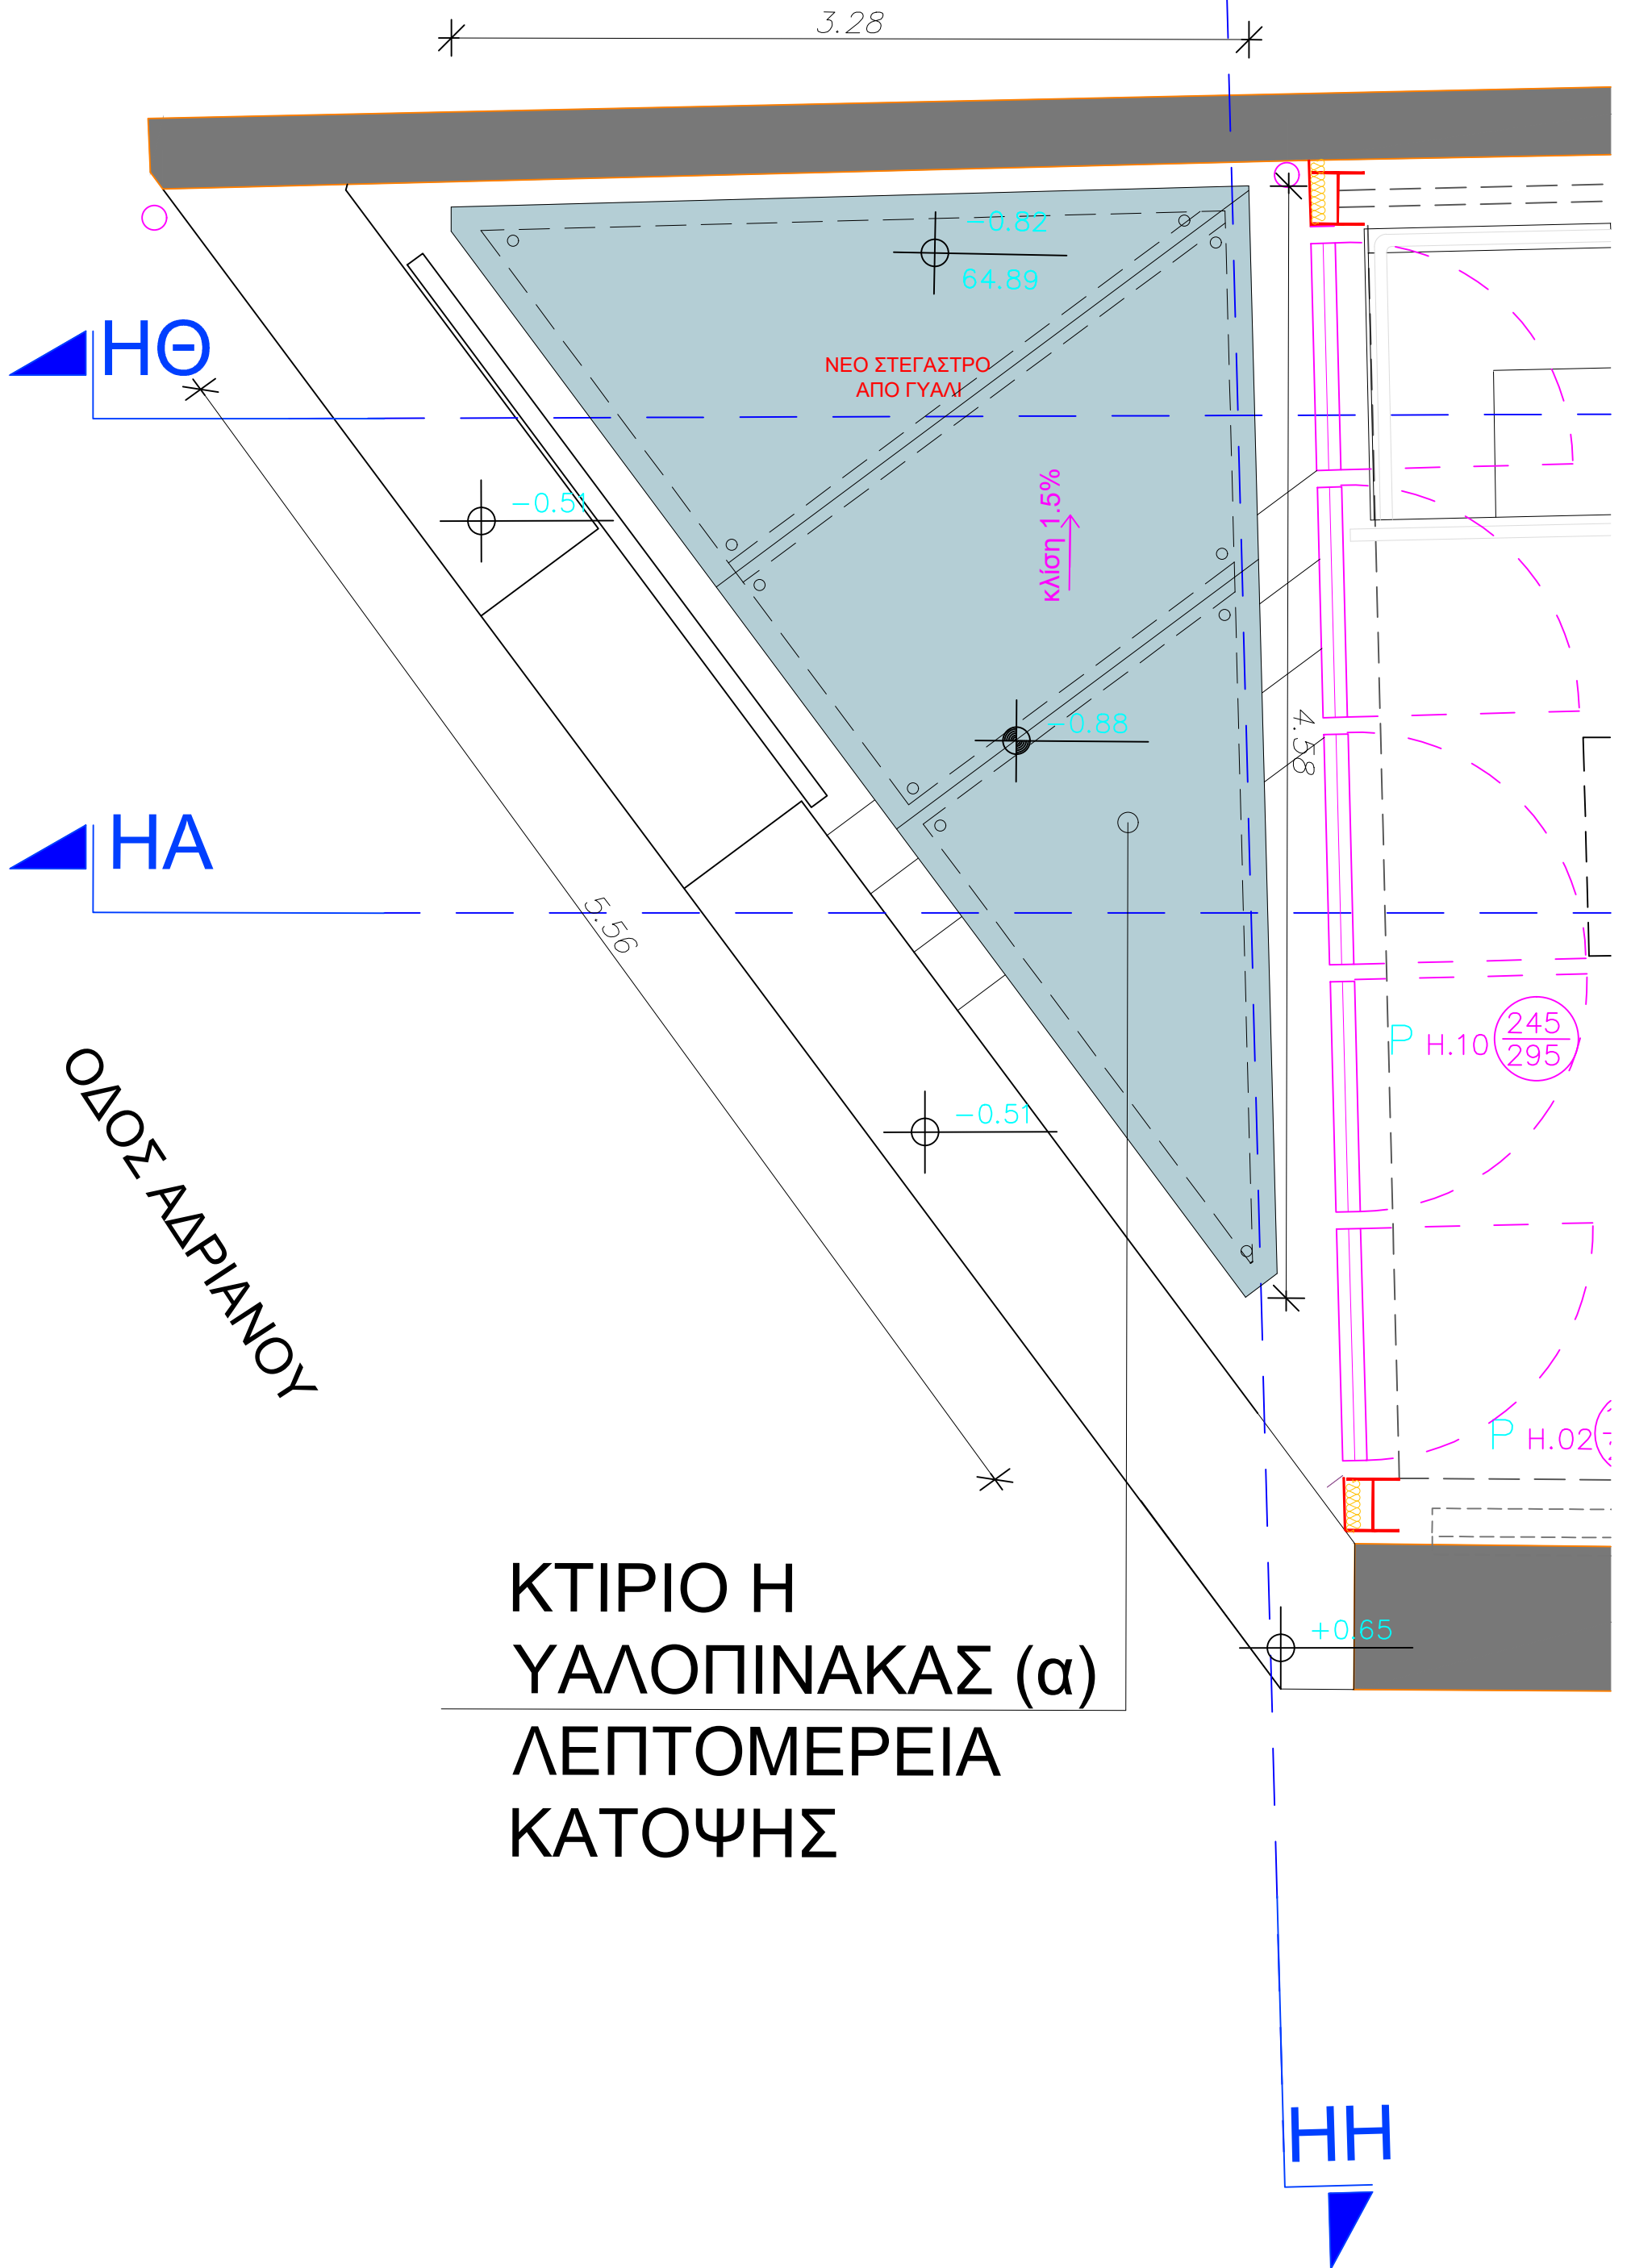 3.28
-0.82
64.89
ΗΘ
ΝΕΟ ΣΤΕΓΑΣΤΡΟ
ΑΠΟ ΓΥΑΛΙ
-0.51
κλίση 1.5%
-0.88
4.58
ΗΑ
5.56
P H.10 245
295
-0.51
ΟΔΟΣ ΑΔΡΙΑΝΟΥ
P H.02
ΚΤΙΡΙΟ Η
ΥΑΛΟΠΙΝΑΚΑΣ (α)
ΛΕΠΤΟΜΕΡΕΙΑ
ΚΑΤΟΨΗΣ
+0.65
ΗΗ